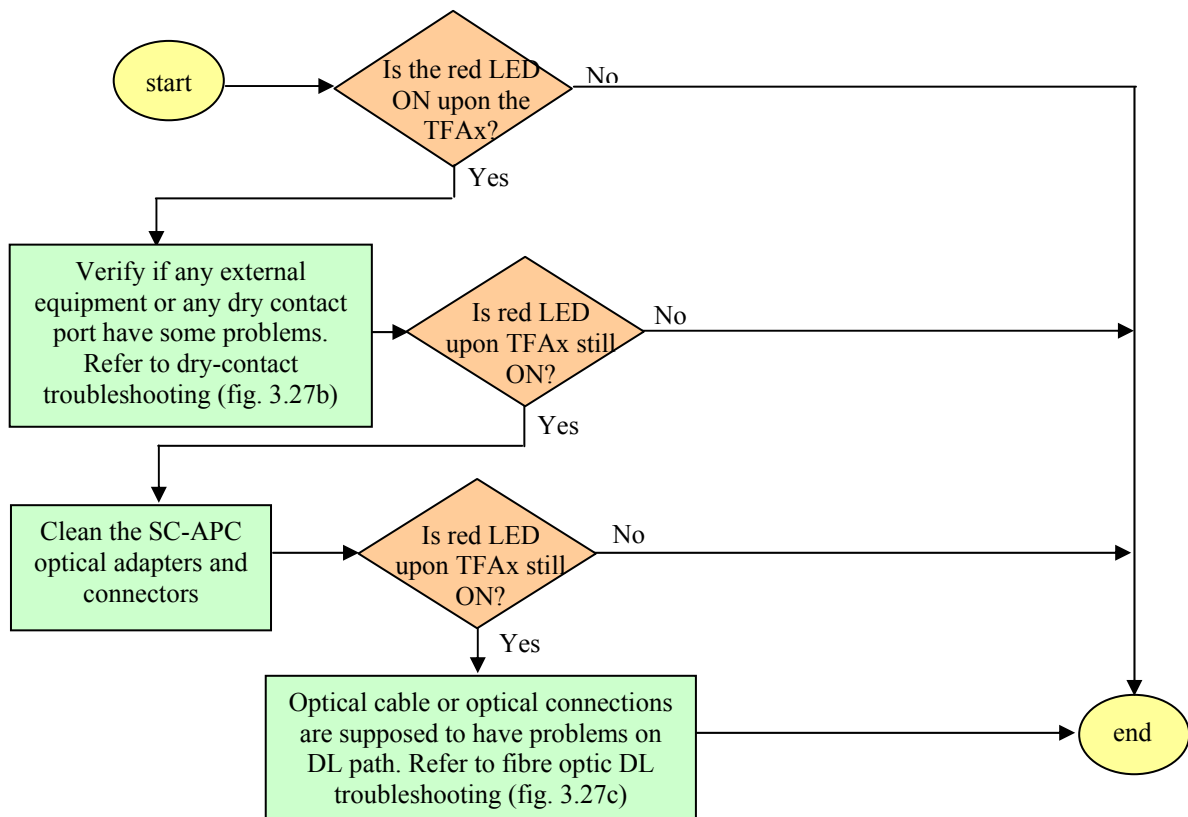 start
Is the red LED
ON upon the
TFAx?
No
Yes
Verify if any external
equipment or any dry contact
port have some problems.
Refer to dry-contact
troubleshooting (fig. 3.27b)
Is red LED
upon TFAx still
ON?
No
Yes
Clean the SC-APC
optical adapters and
connectors
Is red LED
upon TFAx still
ON?
No
Yes
Optical cable or optical connections
are supposed to have problems on
DL path. Refer to fibre optic DL
troubleshooting (fig. 3.27c)
end